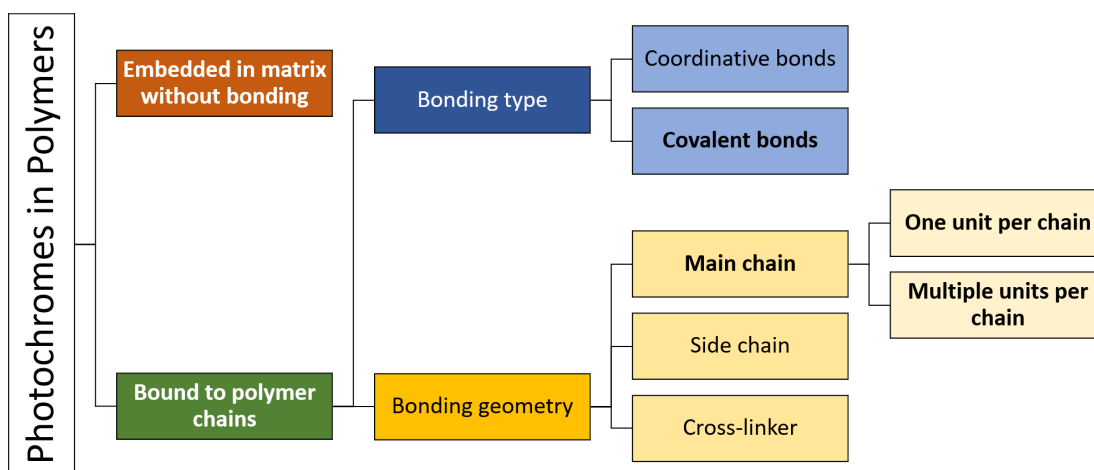 Photochromes in Polymers
Embedded in matrix
without bonding
Bound to polymer
chains
Bonding type
Bonding geometry
Coordinative bonds
Covalent bonds
Main chain
Side chain
Cross-linker
One unit per chain
Multiple units per
chain